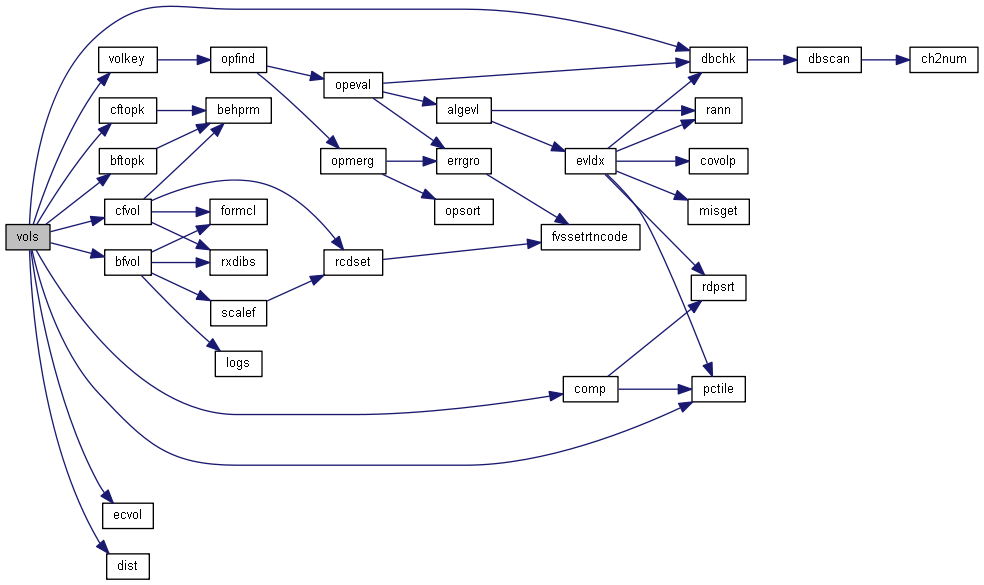 vols
volkey
cftopk
bftopk
cfvol
bfvol
ecvol
dist
opfind
behprm
formcl
rxdibs
scalef
logs
opeval
opmerg
rcdset
algevl
errgro
opsort
evldx
fvssetrtncode
comp
dbchk
rann
covolp
misget
rdpsrt
pctile
dbscan
ch2num